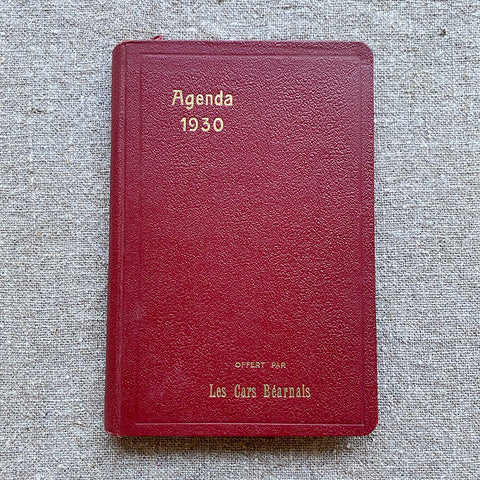 Agenda
1930
OFFERT PAR
Les Cars Béarnais